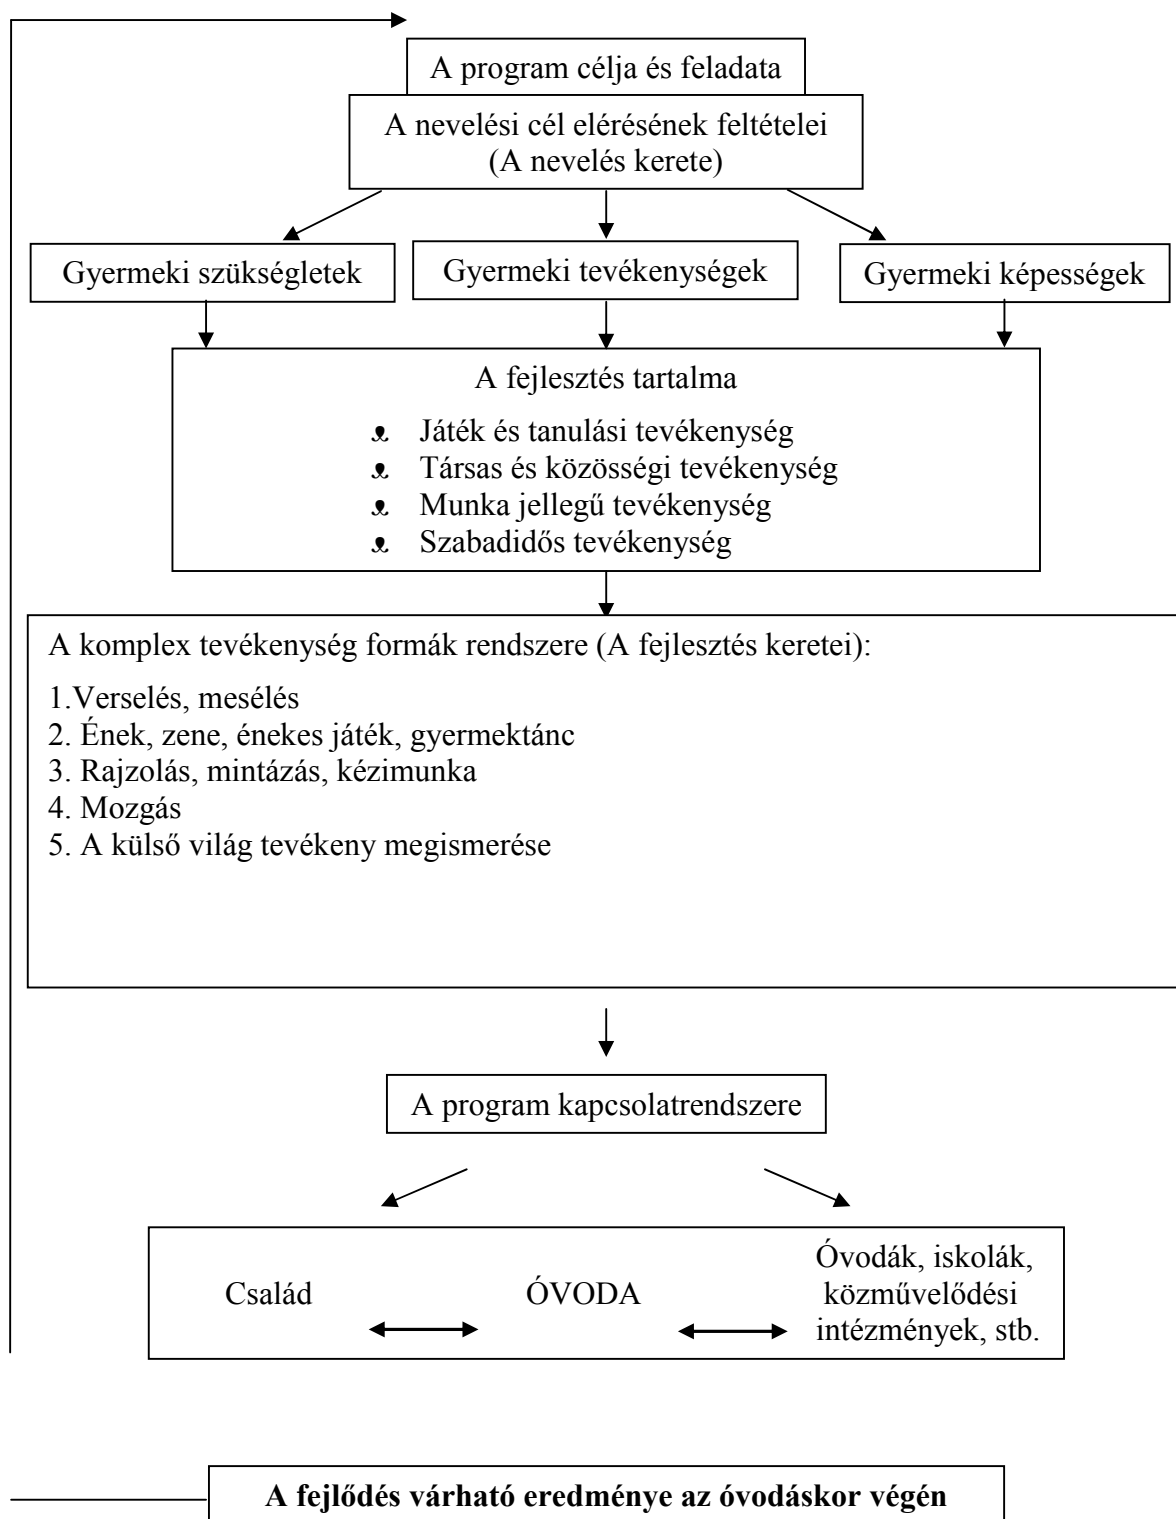 A program célja és feladata
A nevelési cél elérésének feltételei
(A nevelés kerete)
Gyermeki szükségletek
Gyermeki tevékenységek
Gyermeki képességek
A fejlesztés tartalma
Játék és tanulási tevékenység
Társas és közösségi tevékenység
Munka jellegű tevékenység
Szabadidős tevékenység
A komplex tevékenység formák rendszere (A fejlesztés keretei):
1.Verselés, mesélés
2. Ének, zene, énekes játék, gyermektánc
3. Rajzolás, mintázás, kézimunka
4. Mozgás
5. A külső világ tevékeny megismerése
A program kapcsolatrendszere
Család
ÓVODA
Óvodák, iskolák,
közművelődési
intézmények, stb.
A fejlődés várható eredménye az óvodáskor végén